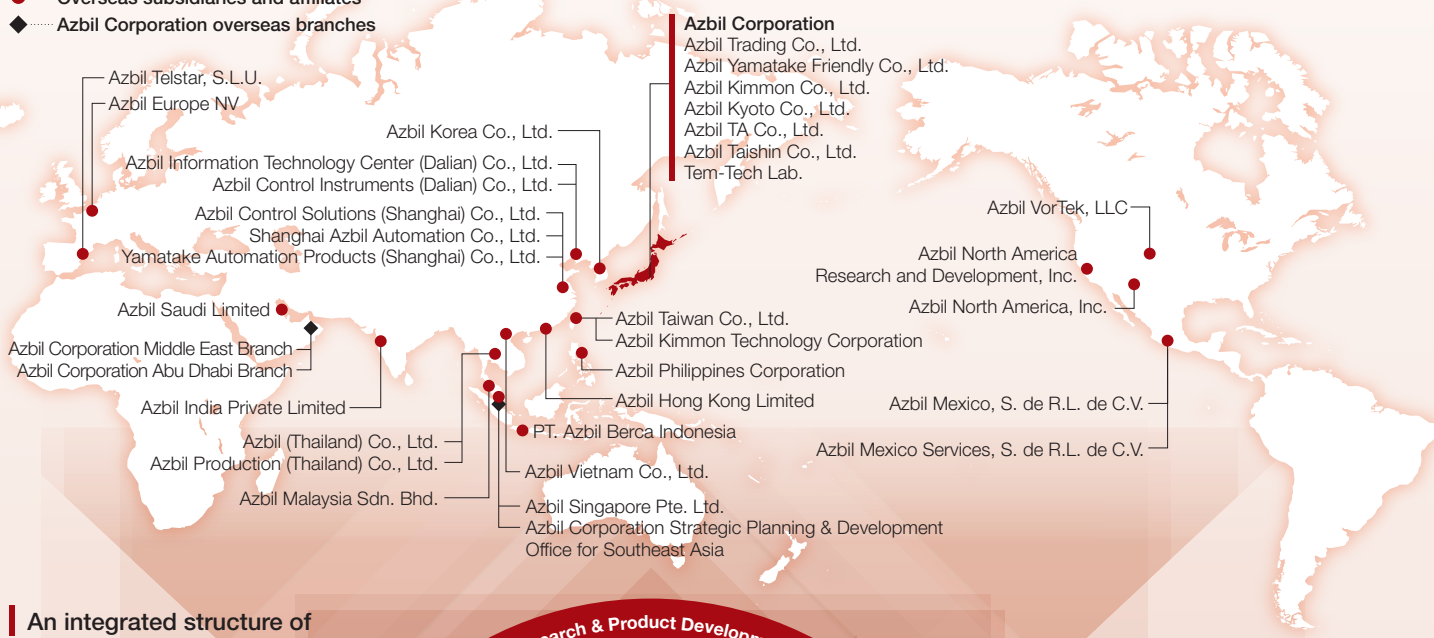 Overseas subsidiaries and affiliates
Azbil Corporation overseas branches
Azbil Corporation
Azbil Trading Co., Ltd.
Azbil Yamatake Friendly Co., Ltd.
Azbil Kimmon Co., Ltd.
Azbil Kyoto Co., Ltd.
Azbil TA Co., Ltd.
Azbil Taishin Co., Ltd.
Tem-Tech Lab.
Azbil Telstar, S.L.U.
Azbil Europe NV
Azbil Korea Co., Ltd.
Azbil Information Technology Center (Dalian) Co., Ltd.
Azbil Control Instruments (Dalian) Co., Ltd.
Azbil Control Solutions (Shanghai) Co., Ltd.
Shanghai Azbil Automation Co., Ltd.
Yamatake Automation Products (Shanghai) Co., Ltd.
Azbil Saudi Limited
Azbil Corporation Middle East Branch
Azbil Corporation Abu Dhabi Branch
Azbil India Private Limited
Azbil (Thailand) Co., Ltd.
Azbil Production (Thailand) Co., Ltd.
Azbil Malaysia Sdn. Bhd.
Azbil Taiwan Co., Ltd.
Azbil Kimmon Technology Corporation
Azbil Philippines Corporation
Azbil Hong Kong Limited
PT. Azbil Berca Indonesia
Azbil Vietnam Co., Ltd.
Azbil Singapore Pte. Ltd.
Azbil Corporation Strategic Planning & Development
Office for Southeast Asia
Azbil VorTek, LLC
Azbil North America
Research and Development, Inc.
Azbil North America, Inc.
Azbil Mexico, S. de R.L. de C.V.
Azbil Mexico Services, S. de R.L. de C.V.
An integrated structure of
& Product